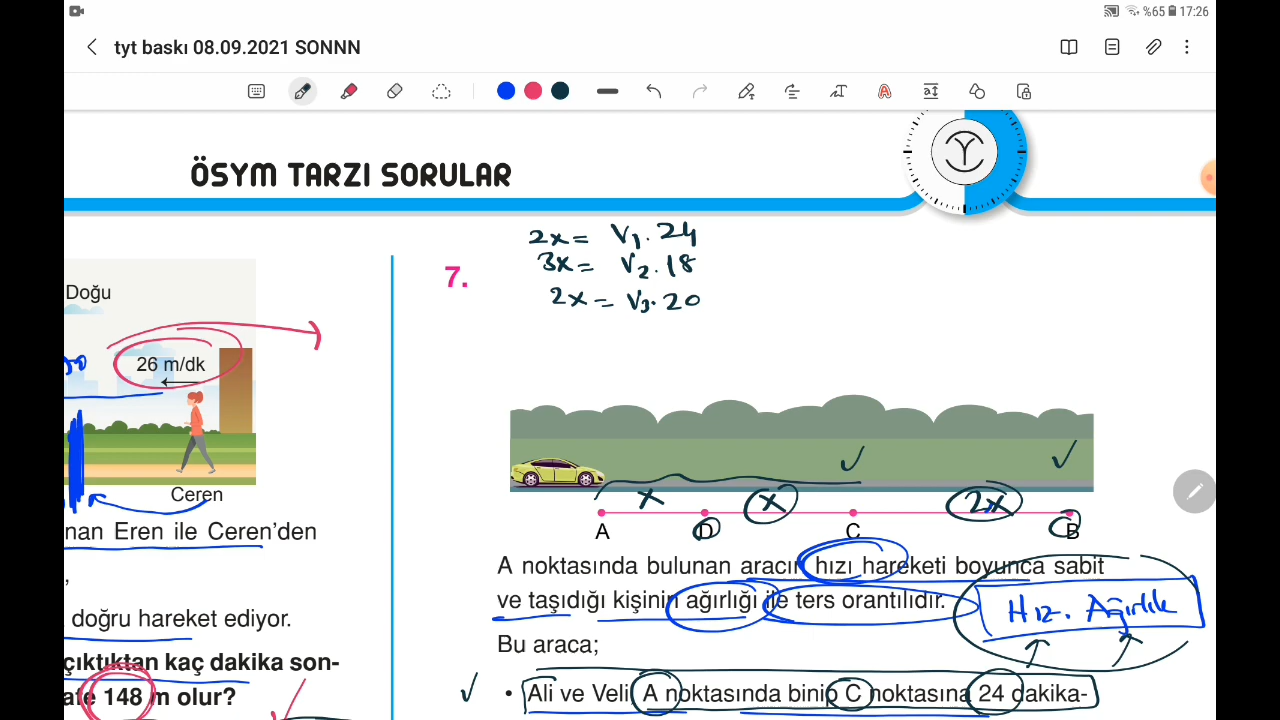 %65 17:26
tyt baskı 08.09.2021 SONNN
ÖSYM TARZI SORULAR
Doğu
26 m/dk
Ceren
nan Eren ile Ceren'den
doğru hareket ediyor.
çıktıktan kaç dakika son-
afe 148 m olur?
7.
2x = V1 . 24
3x = V2 . 18
2x = V3 . 20
x x 2x
A D C B
A noktasında bulunan aracın hızı hareketi boyunca sabit
ve taşıdığı kişinin ağırlığı ile ters orantılıdır.
Hız. Ağırlık
Bu araca;
• Ali ve Veli A noktasında binip C noktasına 24 dakika-